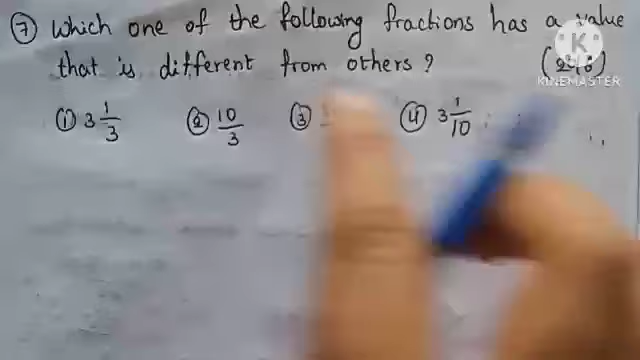 ⑦ Which one of the following fractions has a value
that is different from others?
① 3 1/3 ② 10/3 ③ ④ 3 1/10
KINEMASTER